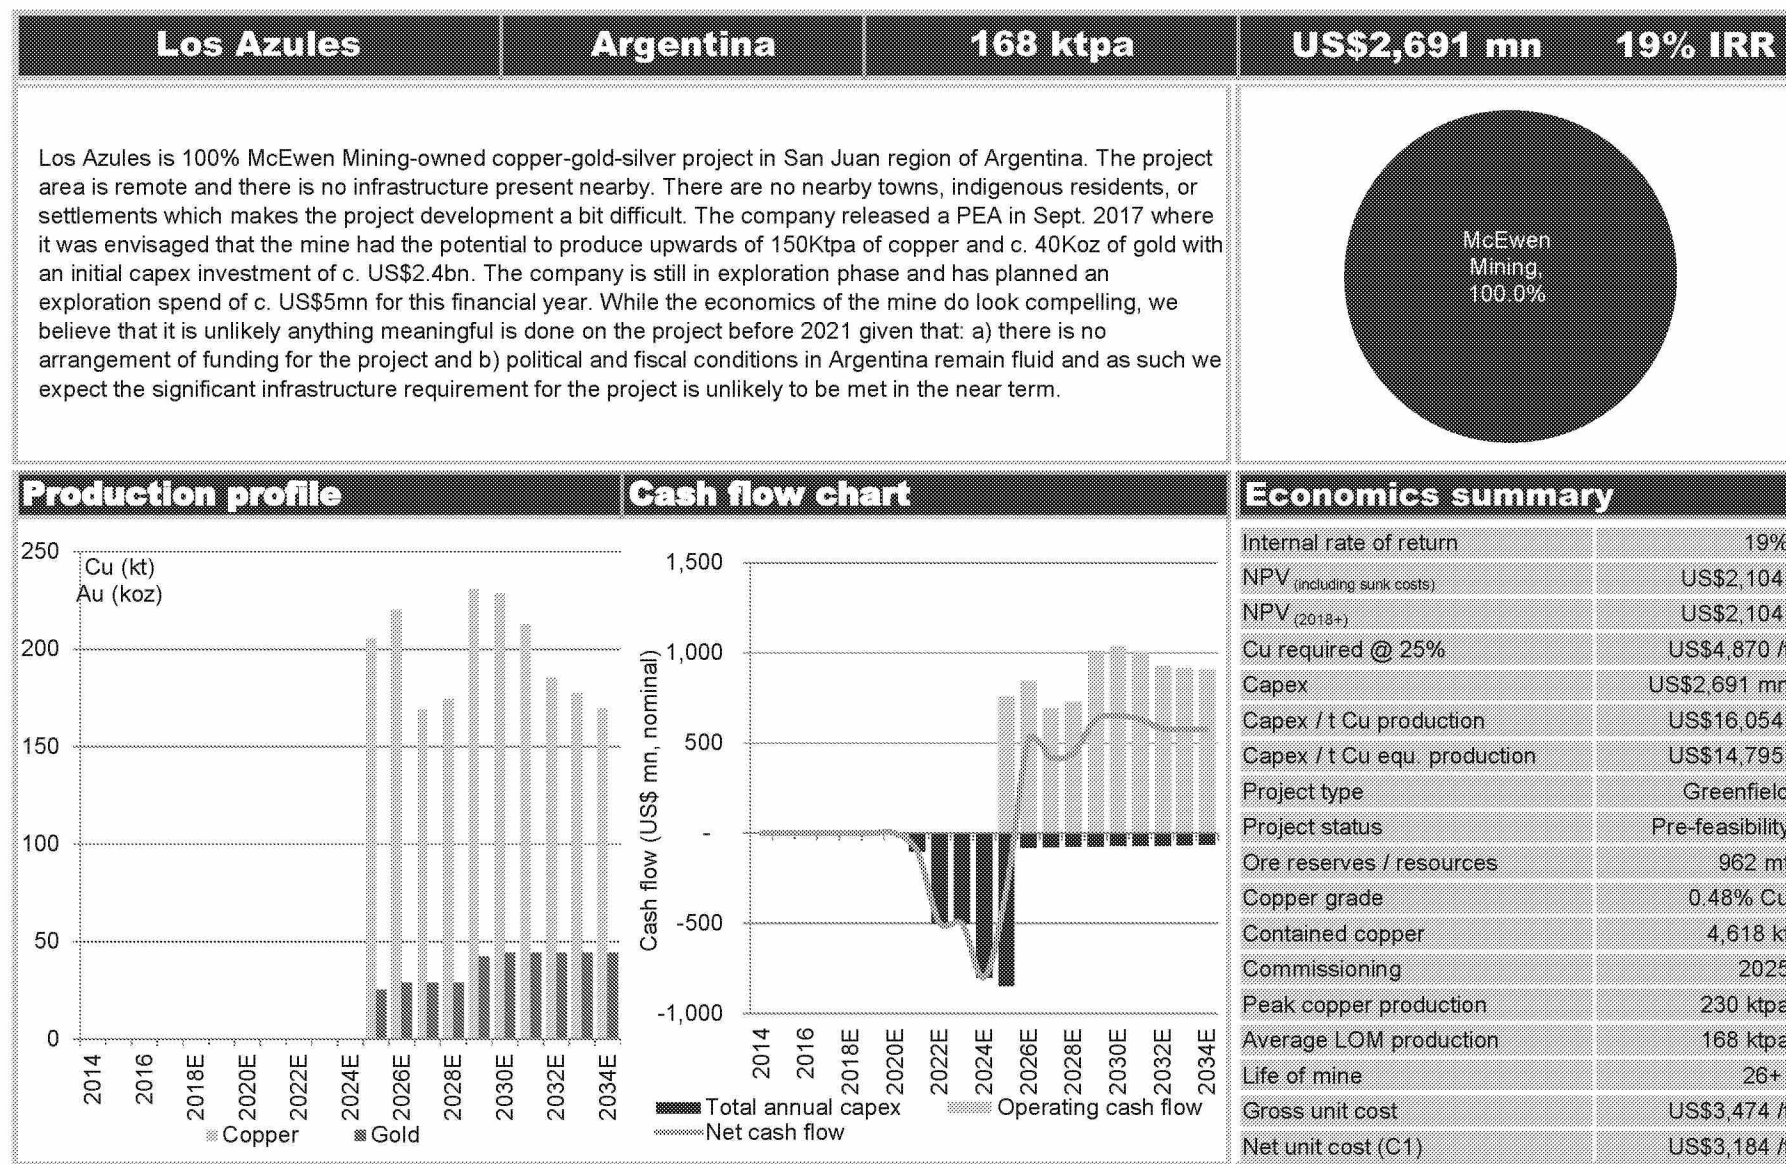 Los Azules
Argentina
168 ktpa
US$2,691 mn
19% IRR
Los Azules is 100% McEwen Mining-owned copper-gold-silver project in San Juan region of Argentina. The project
area is remote and there is no infrastructure present nearby. There are no nearby towns, indigenous residents, or
settlements which makes the project development a bit difficult. The company released a PEA in Sept. 2017 where
it was envisaged that the mine had the potential to produce upwards of 150Ktpa of copper and c. 40Koz of gold with
an initial capex investment of c. US$2.4bn. The company is still in exploration phase and has planned an
exploration spend of c. US$5mn for this financial year. While the economics of the mine do look compelling, we
believe that it is unlikely anything meaningful is done on the project before 2021 given that: a) there is no
arrangement of funding for the project and b) political and fiscal conditions in Argentina remain fluid and as such we
expect the significant infrastructure requirement for the project is unlikely to be met in the near term.
McEwen
Mining,
100.0%
Production profile
250
200
150
100
50
0
Cu (kt)
Au (koz)
2014
2016
2018E
2020E
2022E
2024E
2026E
2028E
2030E
2032E
2034E
Copper
Gold
Cash flow chart
Cash flow (US$ mn, nominal)
1,500
1,000
500
-
-500
-1,000
2014
2016
2018E
2020E
2022E
2024E
2026E
2028E
2030E
2032E
2034E
Total annual capex
Operating cash flow
Net cash flow
Economics summary
Internal rate of return 19%
NPV (including sunk costs) US$2,104
NPV (2018+) US$2,104
Cu required @ 25% US$4,870 /
Capex US$2,691 mn
Capex / t Cu production US$16,054
Capex / t Cu equ. production US$14,795
Project type Greenfield
Project status Pre-feasibility
Ore reserves / resources 962 mt
Copper grade 0.48% Cu
Contained copper 4,618 kt
Commissioning 2025
Peak copper production 230 ktpa
Average LOM production 168 ktpa
Life of mine 26+
Gross unit cost US$3,474 /
Net unit cost (C1) US$3,184 /